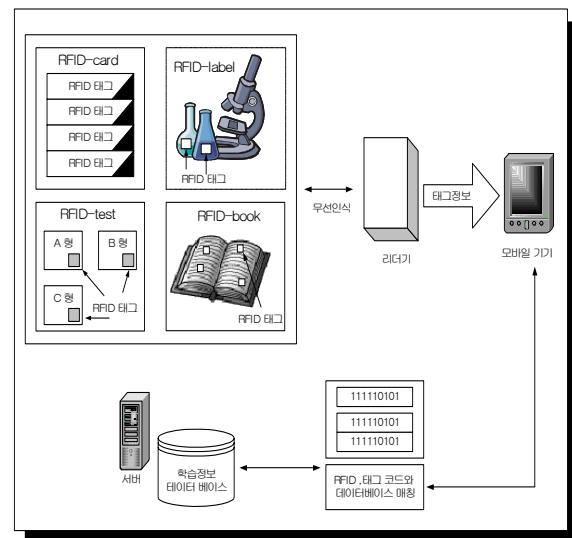 RFID-card
RFID 태그
RFID 태그
RFID 태그
RFID 태그
RFID-label
RFID 태그
RFID-test
A 형
B 형
C 형
RFID 태그
RFID-book
RFID 태그
무선인식
리더기
태그정보
모바일 기기
111110101
111110101
111110101
RFID ,태그 코드와
데이터베이스 매칭
학습정보
테이터 베이스
서버